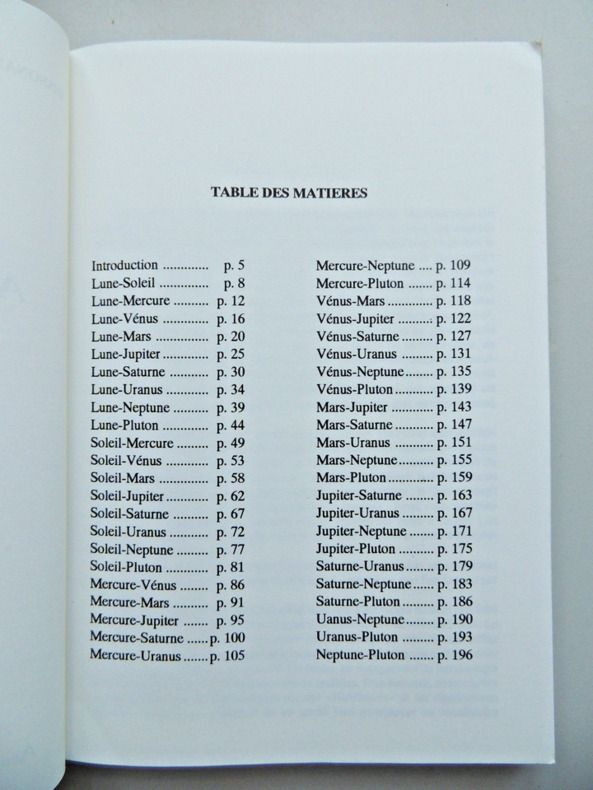 TABLE DES MATIERES
Introduction ............. p. 5
Lune-Soleil .............. p. 8
Lune-Mercure .......... p. 12
Lune-Vénus .............. p. 16
Lune-Mars ................ p. 20
Lune-Jupiter ............. p. 25
Lune-Saturne ............ p. 30
Lune-Uranus ............. p. 34
Lune-Neptune ........... p. 39
Lune-Pluton .............. p. 44
Soleil-Mercure ......... p. 49
Soleil-Vénus ............. p. 53
Soleil-Mars ............... p. 58
Soleil-Jupiter ............ p. 62
Soleil-Saturne ........... p. 67
Soleil-Uranus ............ p. 72
Soleil-Neptune ......... p. 77
Soleil-Pluton ............. p. 81
Mercure-Vénus ........ p. 86
Mercure-Mars .......... p. 91
Mercure-Jupiter ....... p. 95
Mercure-Saturne ...... p. 100
Mercure-Uranus ....... p. 105
Mercure-Neptune .... p. 109
Mercure-Pluton ....... p. 114
Vénus-Mars ............. p. 118
Vénus-Jupiter .......... p. 122
Vénus-Saturne ......... p. 127
Vénus-Uranus ......... p. 131
Vénus-Neptune ........ p. 135
Vénus-Pluton ........... p. 139
Mars-Jupiter ............ p. 143
Mars-Saturne ........... p. 147
Mars-Uranus ........... p. 151
Mars-Neptune .......... p. 155
Mars-Pluton ............. p. 159
Jupiter-Saturne ........ p. 163
Jupiter-Uranus ......... p. 167
Jupiter-Neptune ....... p. 171
Jupiter-Pluton .......... p. 175
Saturne-Uranus ........ p. 179
Saturne-Neptune ...... p. 183
Saturne-Pluton ......... p. 186
Uanus-Neptune ........ p. 190
Uranus-Pluton .......... p. 193
Neptune-Pluton ....... p. 196